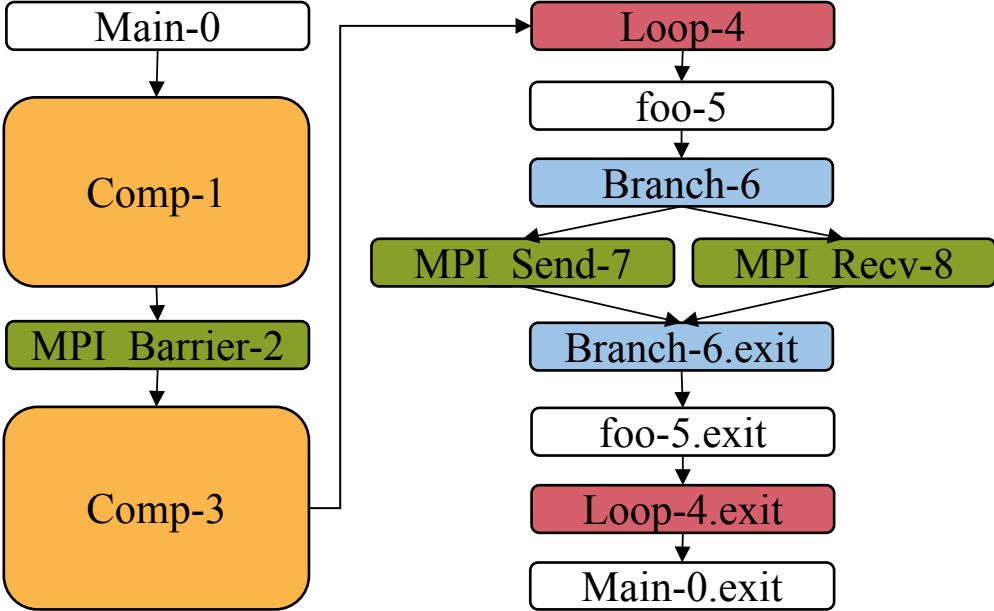 Main-0
Comp-1
MPI_Barrier-2
Comp-3
Loop-4
foo-5
Branch-6
MPI_Send-7
MPI_Recv-8
Branch-6.exit
foo-5.exit
Loop-4.exit
Main-0.exit